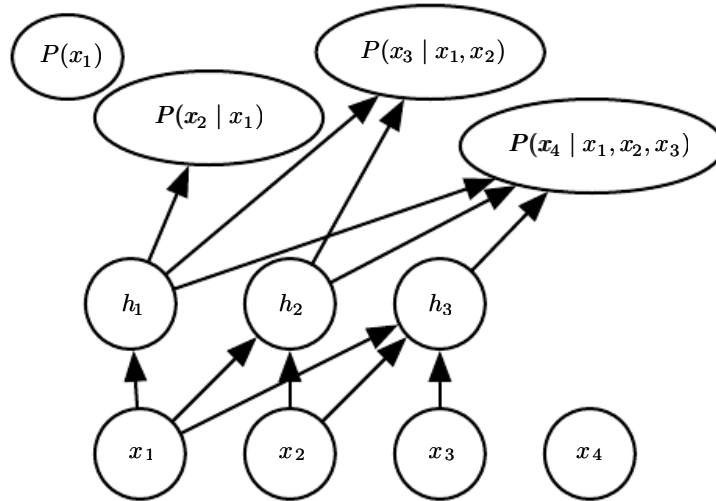 P(x₁)
P(x₃ | x₁, x₂)
P(x₂ | x₁)
P(x₄ | x₁, x₂, x₃)
h₁
h₂
h₃
x₁
x₂
x₃
x₄